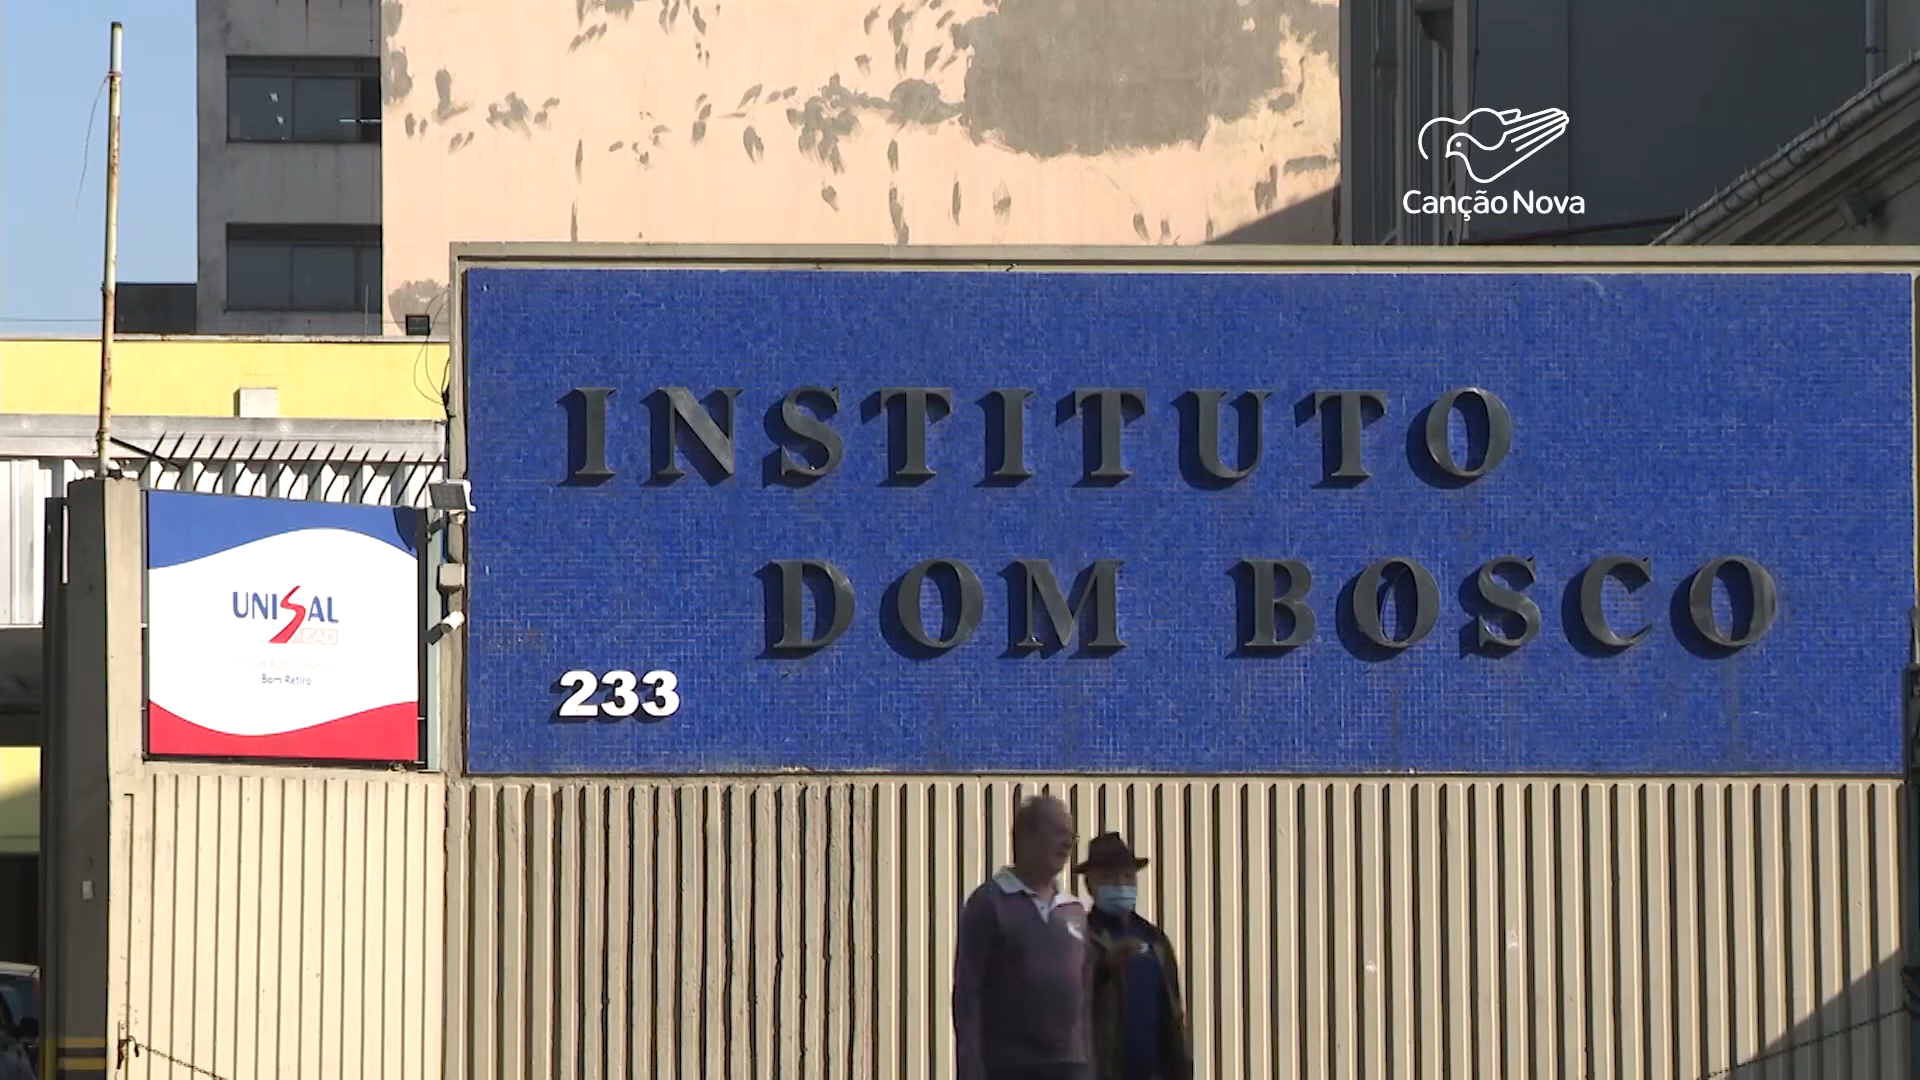 Canção Nova
INSTITUTO
DOM BOSCO
233
UNISAL
EAD
Bom Retiro